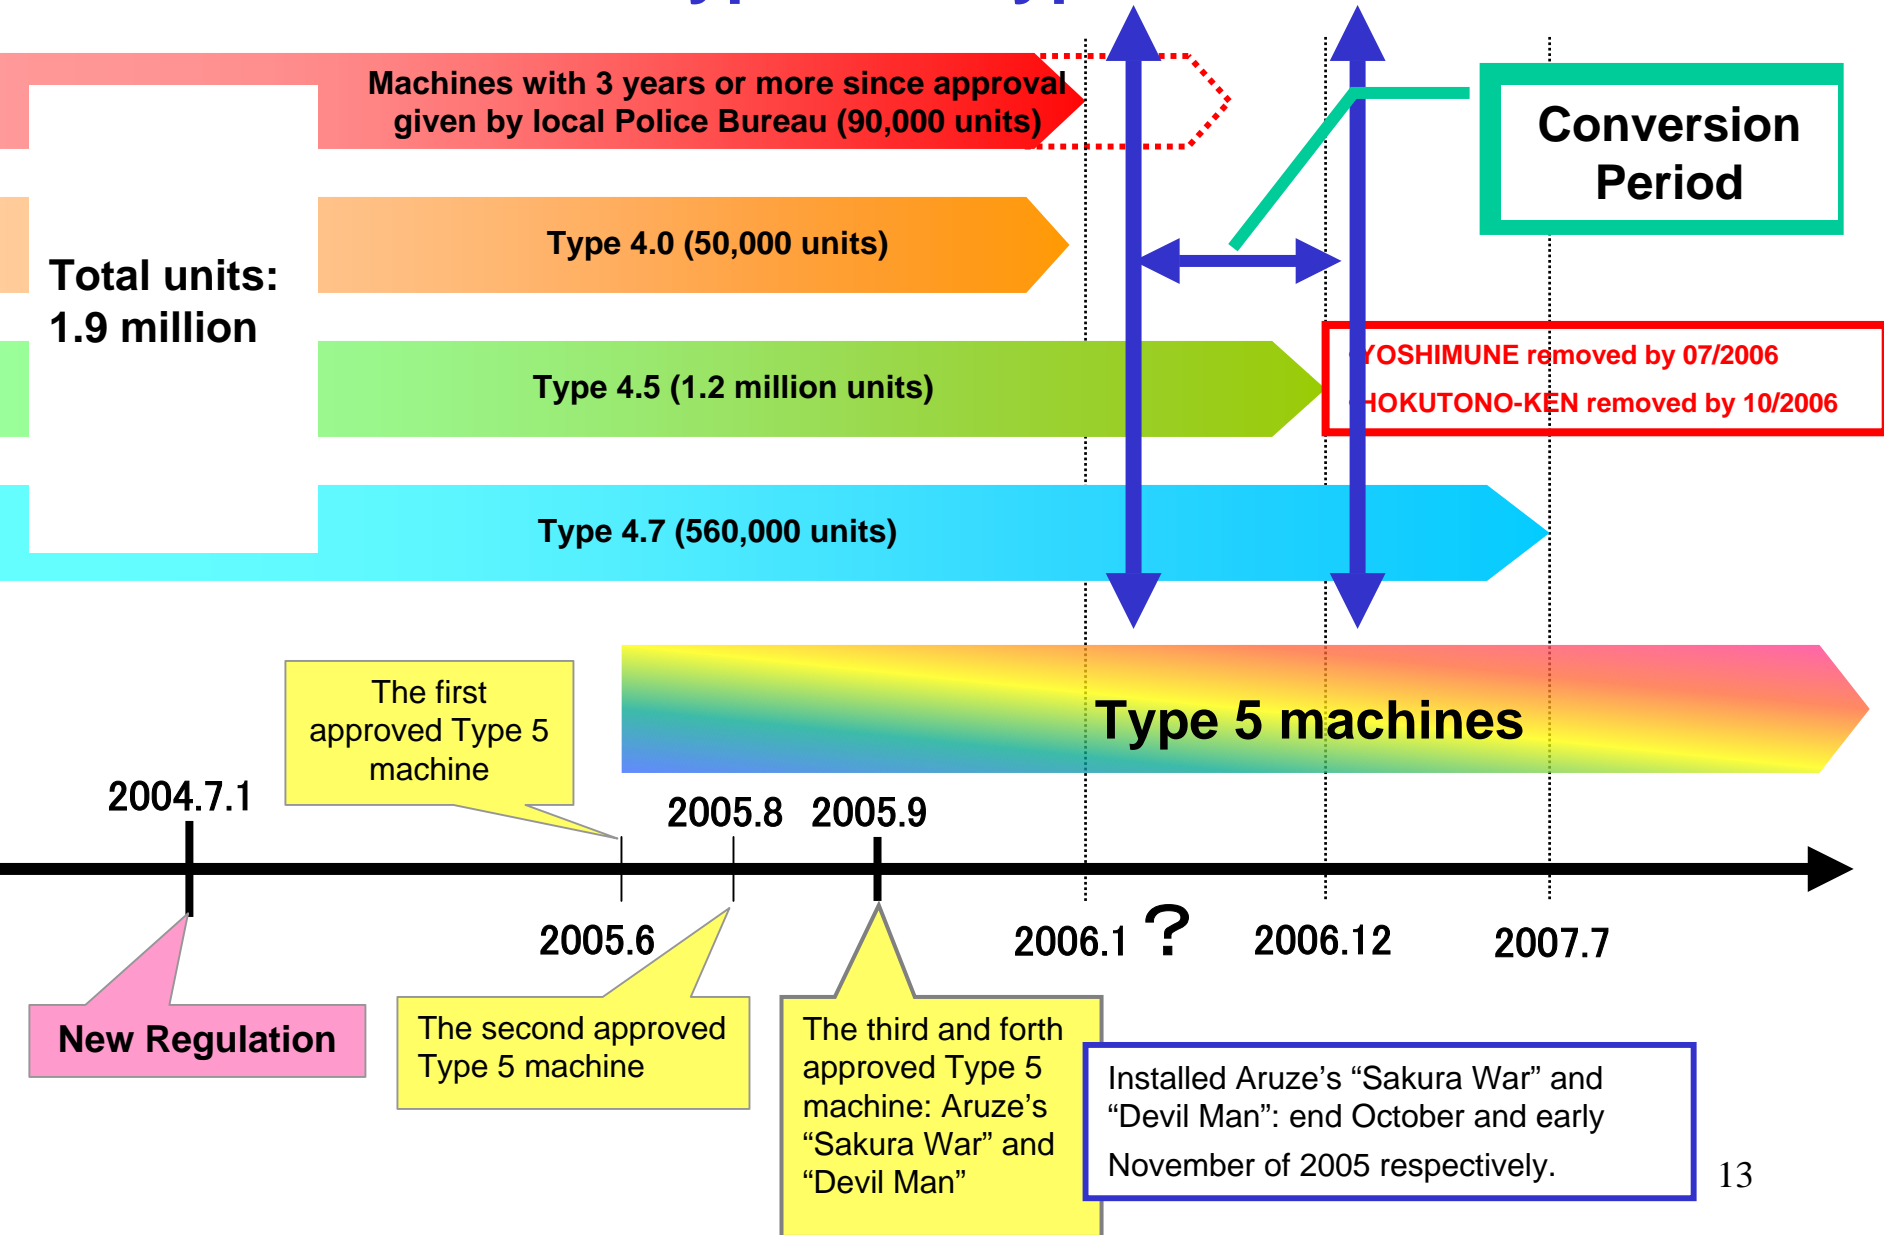 Machines with 3 years or more since approval
given by local Police Bureau (90,000 units)
Conversion
Period
Type 4.0 (50,000 units)
Total units:
1.9 million
YOSHIMUNE removed by 07/2006
HOKUTONO-KEN removed by 10/2006
Type 4.5 (1.2 million units)
Type 4.7 (560,000 units)
Type 5 machines
The first
approved Type 5
machine
2004.7.1
2005.8
2005.9
2005.6
2006.1
?
2006.12
2007.7
New Regulation
The second approved
Type 5 machine
The third and forth
approved Type 5
machine: Aruze’s
“Sakura War” and
“Devil Man”
Installed Aruze’s “Sakura War” and
“Devil Man”: end October and early
November of 2005 respectively.
13